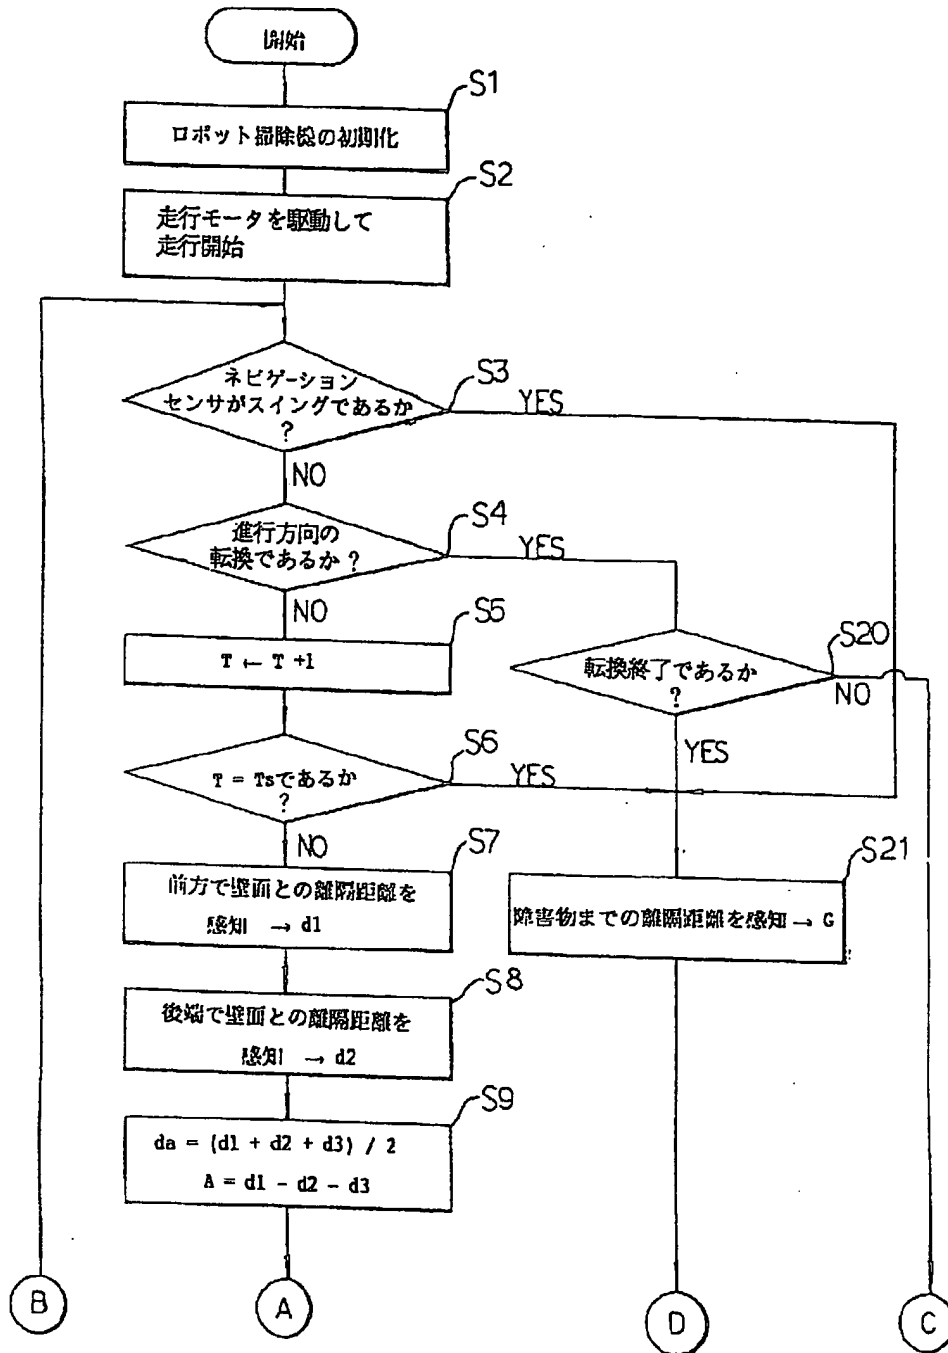 開始
S1
ロボット掃除機の初期化
S2
走行モータを駆動して
走行開始
ネビゲーション
センサがスイングであるか
?
S3
YES
NO
進行方向の
転換であるか ?
S4
YES
NO
S5
T ← T +1
S20
転換終了であるか
?
NO
YES
S6
T = Tsであるか
?
YES
NO
S7
前方で壁面との離隔距離を
感知 → d1
S21
障害物までの離隔距離を感知 → G
S8
後端で壁面との離隔距離を
感知 → d2
S9
da = (d1 + d2 + d3) / 2
A = d1 - d2 - d3
B
A
D
C